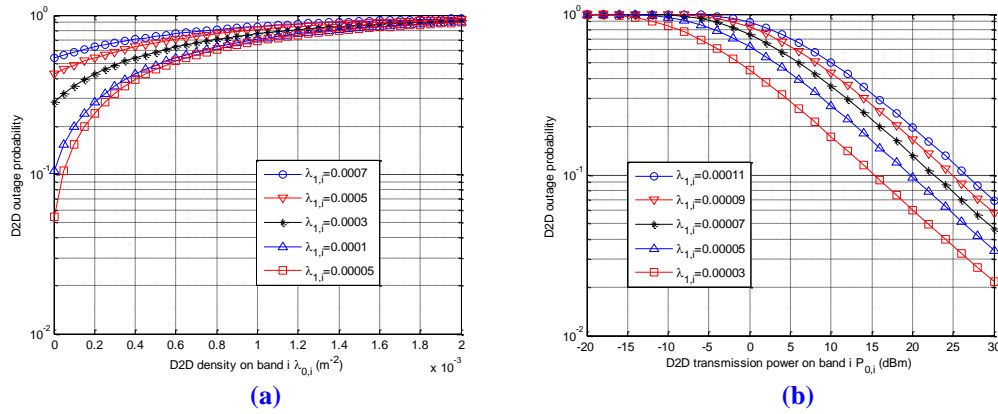 10^0
10^-1
10^-2
D2D outage probability
0 0.2 0.4 0.6 0.8 1 1.2 1.4 1.6 1.8 2
x 10^-3
D2D density on band i λ0,i (m^-2)
λ1,i=0.0007
λ1,i=0.0005
λ1,i=0.0003
λ1,i=0.0001
λ1,i=0.00005
(a)
10^0
10^-1
10^-2
D2D outage probability
-20 -15 -10 -5 0 5 10 15 20 25 30
D2D transmission power on band i P0,i (dBm)
λ1,i=0.00011
λ1,i=0.00009
λ1,i=0.00007
λ1,i=0.00005
λ1,i=0.00003
(b)